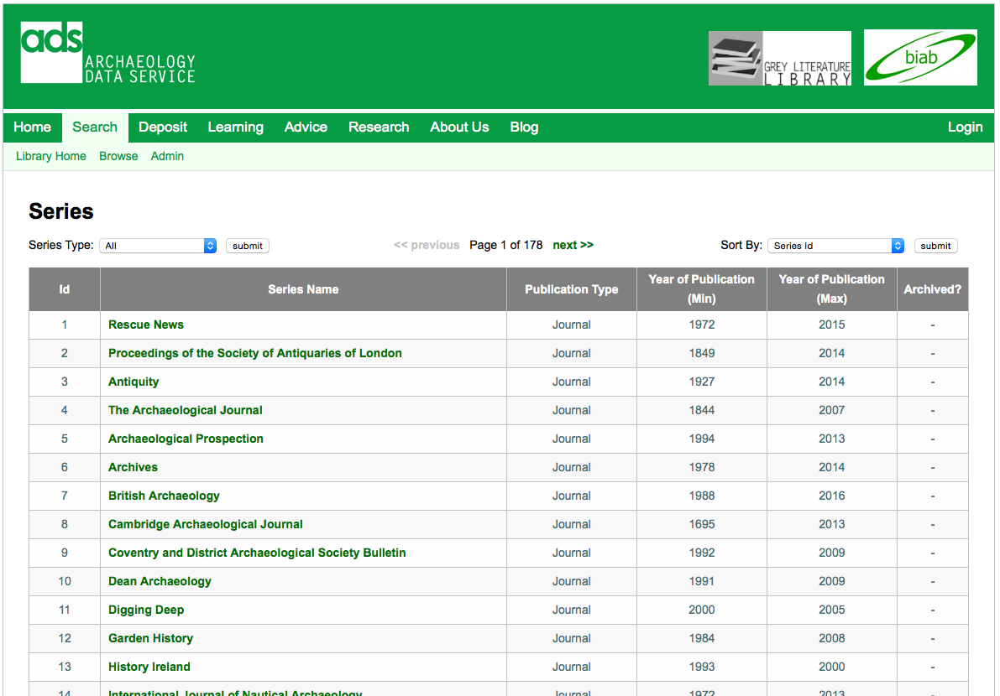 ads
ARCHAEOLOGY
DATA SERVICE
GREY LITERATURE
LIBRARY
biab
Home Search Deposit Learning Advice Research About Us Blog Login
Library Home Browse Admin
Series
Series Type: All submit << previous Page 1 of 178 next >> Sort By: Series Id submit
Id Series Name Publication Type Year of Publication (Min) Year of Publication (Max) Archived?
1 Rescue News Journal 1972 2015 -
2 Proceedings of the Society of Antiquaries of London Journal 1849 2014 -
3 Antiquity Journal 1927 2014 -
4 The Archaeological Journal Journal 1844 2007 -
5 Archaeological Prospection Journal 1994 2013 -
6 Archives Journal 1978 2014 -
7 British Archaeology Journal 1988 2016 -
8 Cambridge Archaeological Journal Journal 1695 2013 -
9 Coventry and District Archaeological Society Bulletin Journal 1992 2009 -
10 Dean Archaeology Journal 1991 2009 -
11 Digging Deep Journal 2000 2005 -
12 Garden History Journal 1984 2008 -
13 History Ireland Journal 1993 2000 -
14 International Journal of Nautical Archaeology Journal 1972 2013 -